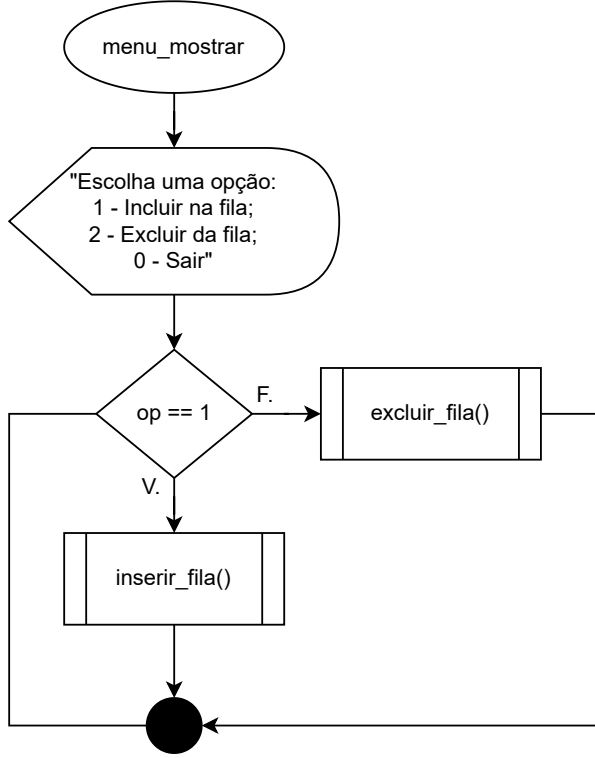 menu_mostrar
"Escolha uma opção:
1 - Incluir na fila;
2 - Excluir da fila;
0 - Sair"
op == 1
F.
excluir_fila()
V.
inserir_fila()